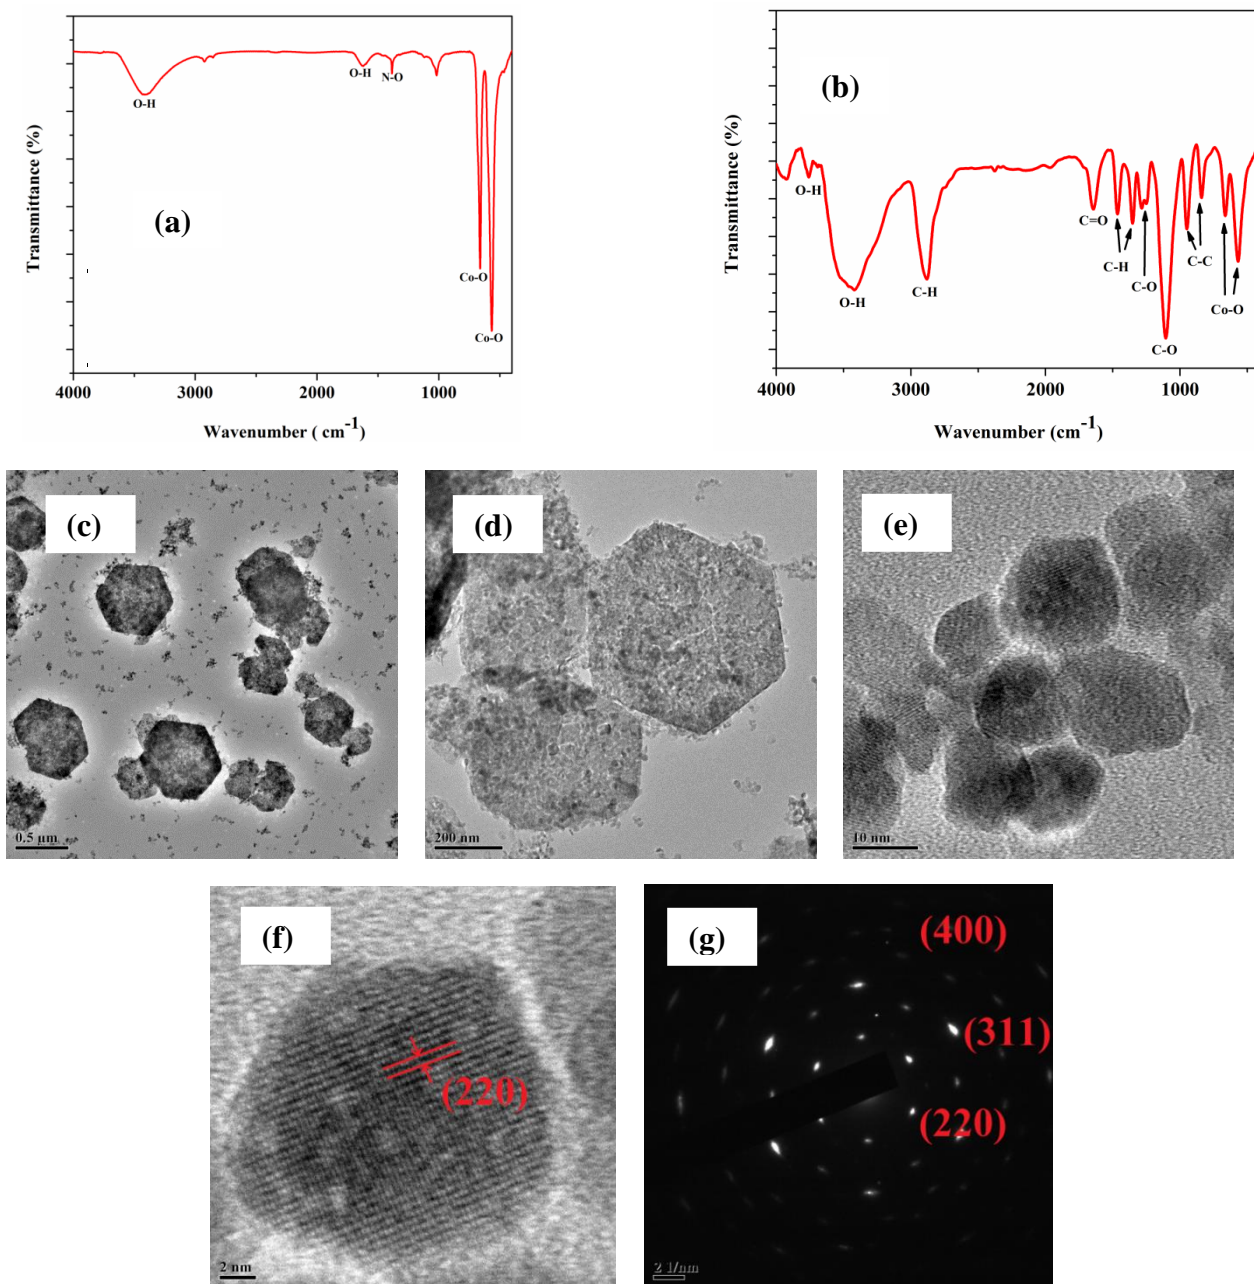 (a)
Transmittance (%)
O-H
O-H
N-O
Co-O
Co-O
4000
3000
2000
1000
Wavenumber ( cm-1)
(b)
Transmittance (%)
O-H
O-H
C-H
C=O
C-H
C-O
C-O
C-C
Co-O
4000
3000
2000
1000
Wavenumber (cm-1)
(c)
0.5 µm
(d)
200 nm
(e)
10 nm
(f)
(220)
2 nm
(g)
(400)
(311)
(220)
2 1/nm